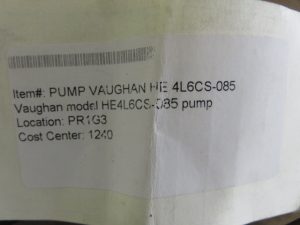 Item#: PUMP VAUGHAN HE 4L6CS-085
Vaughan model HE4L6CS-085 pump
Location: PR1G3
Cost Center: 1240